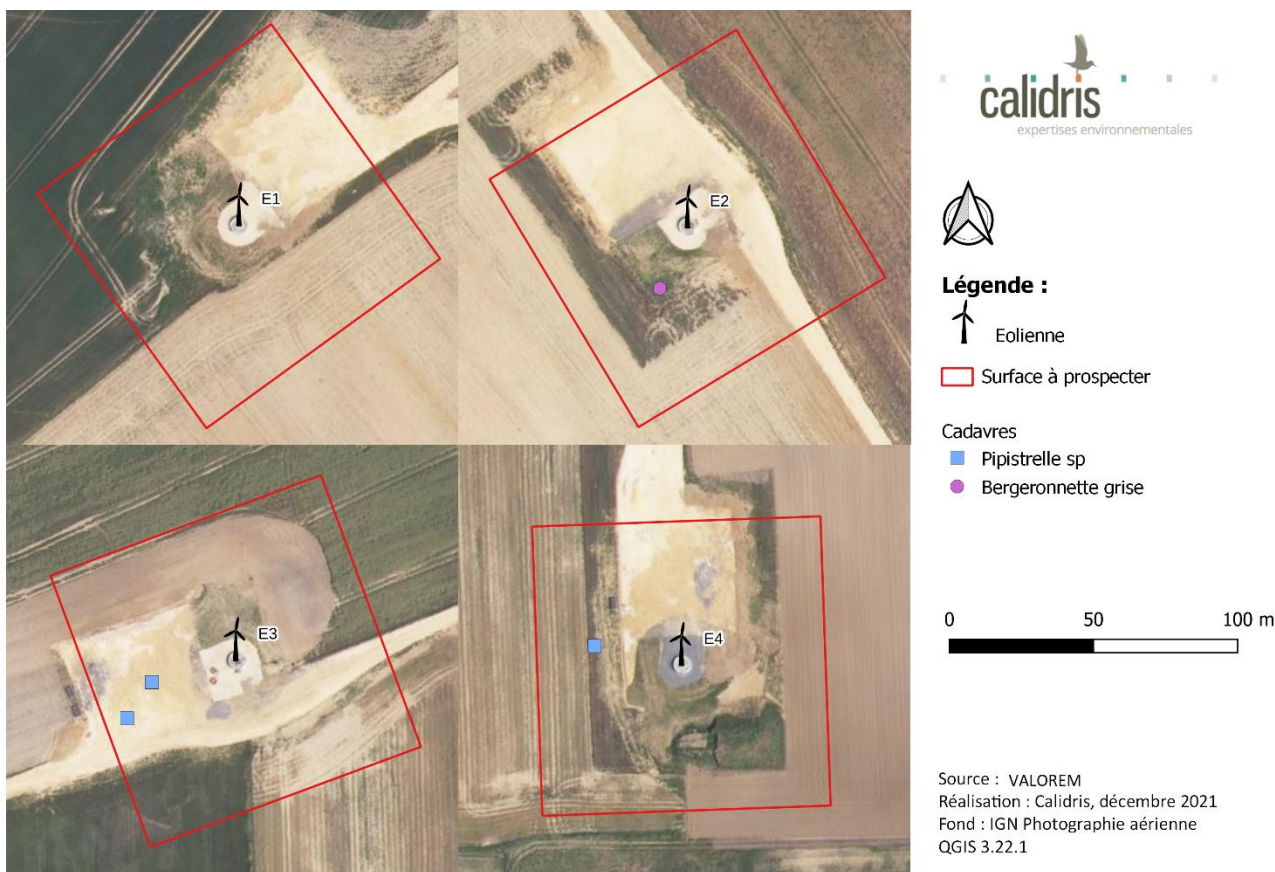 E1
E2
E3
E4
calidris
expertises environnementales
Légende :
Eolienne
Surface à prospecter
Cadavres
Pipistrelle sp
Bergeronnette grise
0 50 100 m
Source : VALOREM
Réalisation : Calidris, décembre 2021
Fond : IGN Photographie aérienne
QGIS 3.22.1